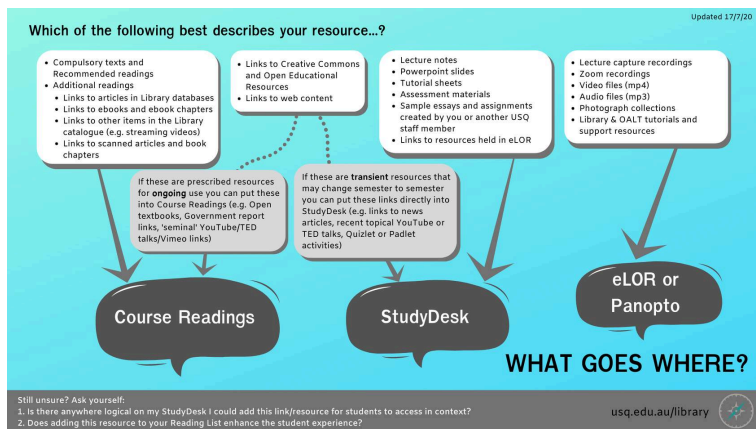 Updated 17/7/20
Which of the following best describes your resource...?
• Compulsory texts and
Recommended readings
• Additional readings
• Links to articles in Library
databases
• Links to ebooks and ebook chapters
• Links to other items in the Library
catalogue (e.g. streaming videos)
• Links to scanned articles and book
chapters
• Links to Creative Commons
and Open Educational
Resources
• Links to web content
• Lecture notes
• Powerpoint slides
• Tutorial sheets
• Assessment materials
• Sample essays and assignments
created by you or another USQ
staff member
• Links to resources held in eLOR
• Lecture capture recordings
• Zoom recordings
• Video files (mp4)
• Audio files (mp3)
• Photograph collections
• Library & OALT tutorials and
support resources
If these are prescribed resources
for ongoing use you can put these
into Course Readings (e.g. Open
textbooks, Government report
links, 'seminal' YouTube/TED
talks/Vimeo links)
If these are transient resources that
may change semester to semester
you can put these links directly into
StudyDesk (e.g. links to news
articles, recent topical YouTube or
TED talks, Quizlet or Padlet
activities)
Course Readings
StudyDesk
eLOR or
Panopto
WHAT GOES WHERE?
Still unsure? Ask yourself:
1. Is there anywhere logical on my StudyDesk I could add this link/resource for students to access in context?
2. Does adding this resource to your Reading List enhance the student experience?
usq.edu.au/library